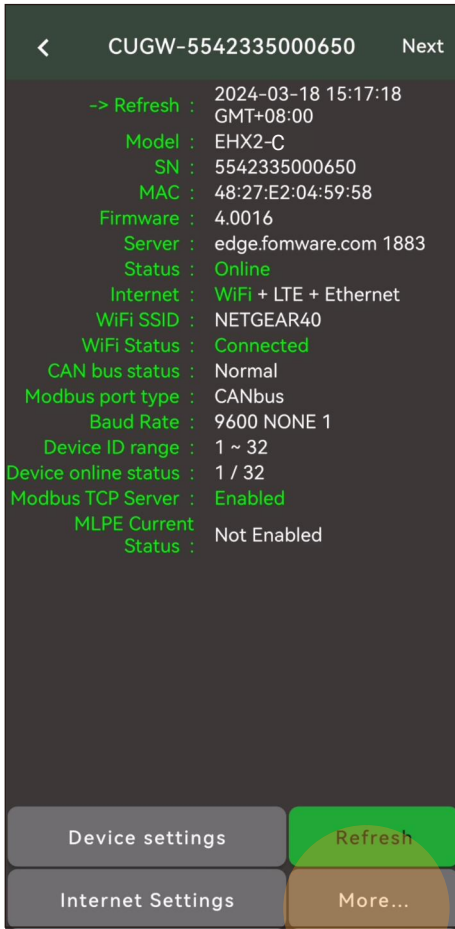 < CUGW-5542335000650 Next
-> Refresh : 2024-03-18 15:17:18
GMT+08:00
Model : EHX2-C
SN : 5542335000650
MAC : 48:27:E2:04:59:58
Firmware : 4.0016
Server : edge.fomware.com 1883
Status : Online
Internet : WiFi + LTE + Ethernet
WiFi SSID : NETGEAR40
WiFi Status : Connected
CAN bus status : Normal
Modbus port type : CANbus
Baud Rate : 9600 NONE 1
Device ID range : 1 ~ 32
Device online status : 1 / 32
Modbus TCP Server : Enabled
MLPE Current
Status : Not Enabled
Device settings Refresh
Internet Settings More...